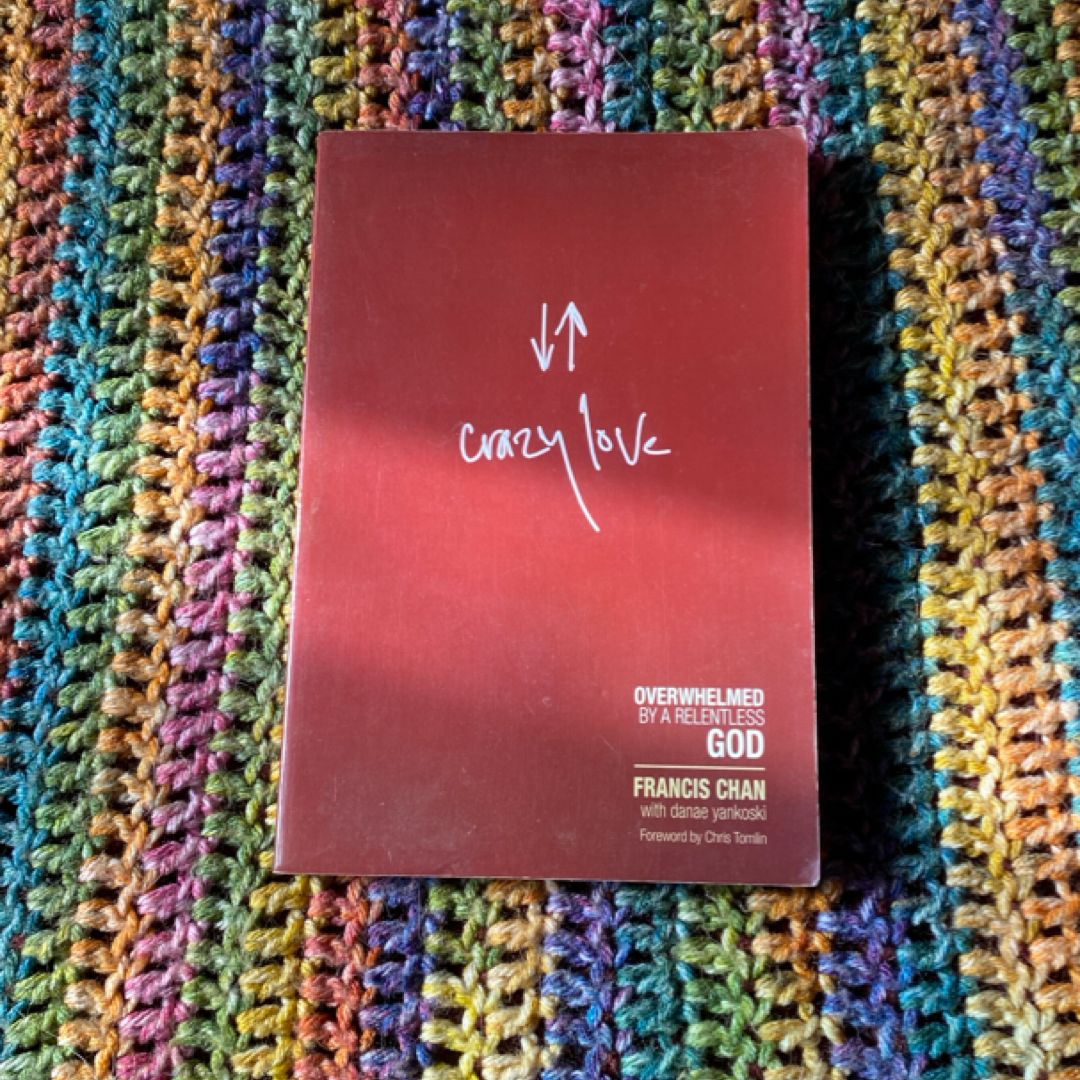 crazy love
OVERWHELMED
BY A RELENTLESS
GOD
FRANCIS CHAN
with danae yankoski
Foreword by Chris Tomlin